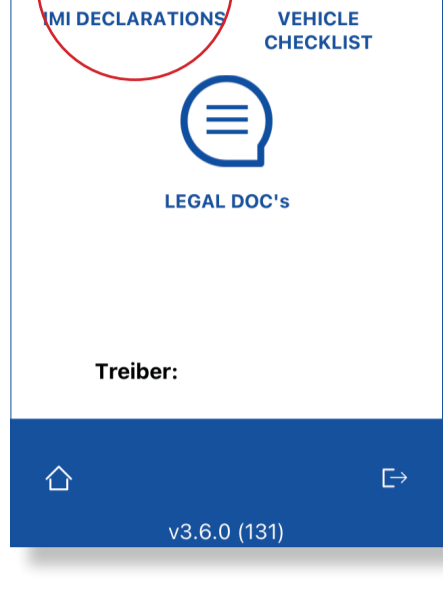 IMI DECLARATIONS
VEHICLE
CHECKLIST
LEGAL DOC's
Treiber:
v3.6.0 (131)